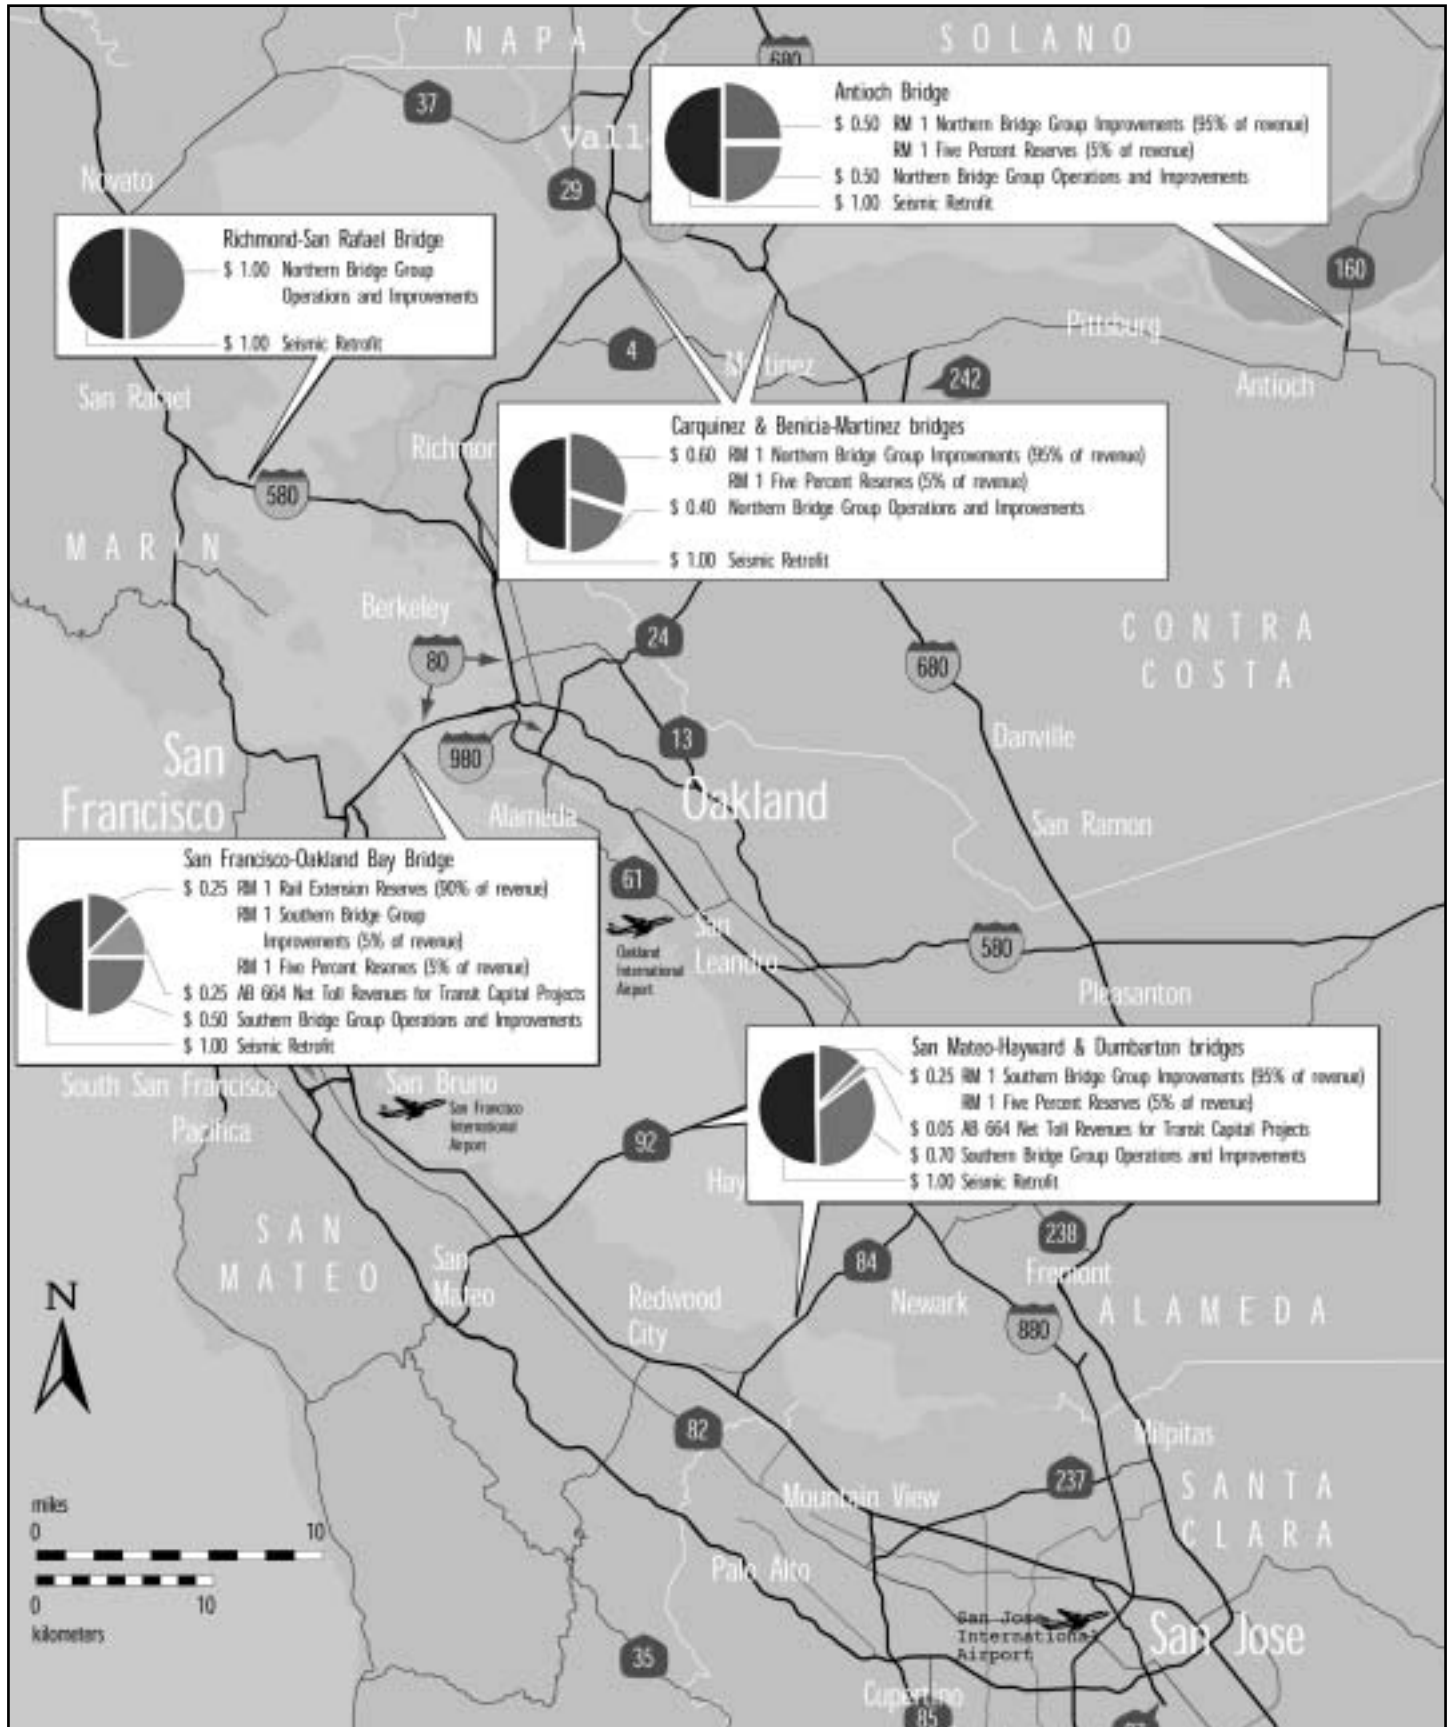 NAPA
SOLANO
680
37
Antioch Bridge
$ 0.50 RM 1 Northern Bridge Group Improvements (95% of revenue)
RM 1 Five Percent Reserves (5% of revenue)
$ 0.50 Northern Bridge Group Operations and Improvements
$ 1.00 Seismic Retrofit
Vall
Novato
29
Richmond-San Rafael Bridge
$ 1.00 Northern Bridge Group
Operations and Improvements
$ 1.00 Seismic Retrofit
160
Pittsburg
4
Martinez
242
Antioch
San Rafael
Carquinez & Benicia-Martinez bridges
$ 0.60 RM 1 Northern Bridge Group Improvements (95% of revenue)
RM 1 Five Percent Reserves (5% of revenue)
$ 0.40 Northern Bridge Group Operations and Improvements
$ 1.00 Seismic Retrofit
Richmon
580
MARIN
Berkeley
24
80
680
CONTRA
COSTA
13
980
Danville
San
Francisco
Oakland
Alameda
San Ramon
San Francisco-Oakland Bay Bridge
$ 0.25 RM 1 Rail Extension Reserves (90% of revenue)
RM 1 Southern Bridge Group
Improvements (5% of revenue)
RM 1 Five Percent Reserves (5% of revenue)
$ 0.25 AB 664 Net Toll Revenues for Transit Capital Projects
$ 0.50 Southern Bridge Group Operations and Improvements
$ 1.00 Seismic Retrofit
61
Oakland
International
Airport
San
Leandro
580
Pleasanton
San Mateo-Hayward & Dumbarton bridges
$ 0.25 RM 1 Southern Bridge Group Improvements (95% of revenue)
RM 1 Five Percent Reserves (5% of revenue)
$ 0.05 AB 664 Net Toll Revenues for Transit Capital Projects
$ 0.70 Southern Bridge Group Operations and Improvements
$ 1.00 Seismic Retrofit
South San Francisco
San Bruno
San Francisco
International
Airport
Pacifica
92
Hay
SAN
MATEO
San
Mateo
238
84
Fremont
Newark
Redwood
City
ALAMEDA
880
N
82
Milpitas
237
SANTA
CLARA
Mountain View
miles
0 10
0 10
kilometers
Palo Alto
San Jose
International
Airport
San Jose
35
Cupertino
85